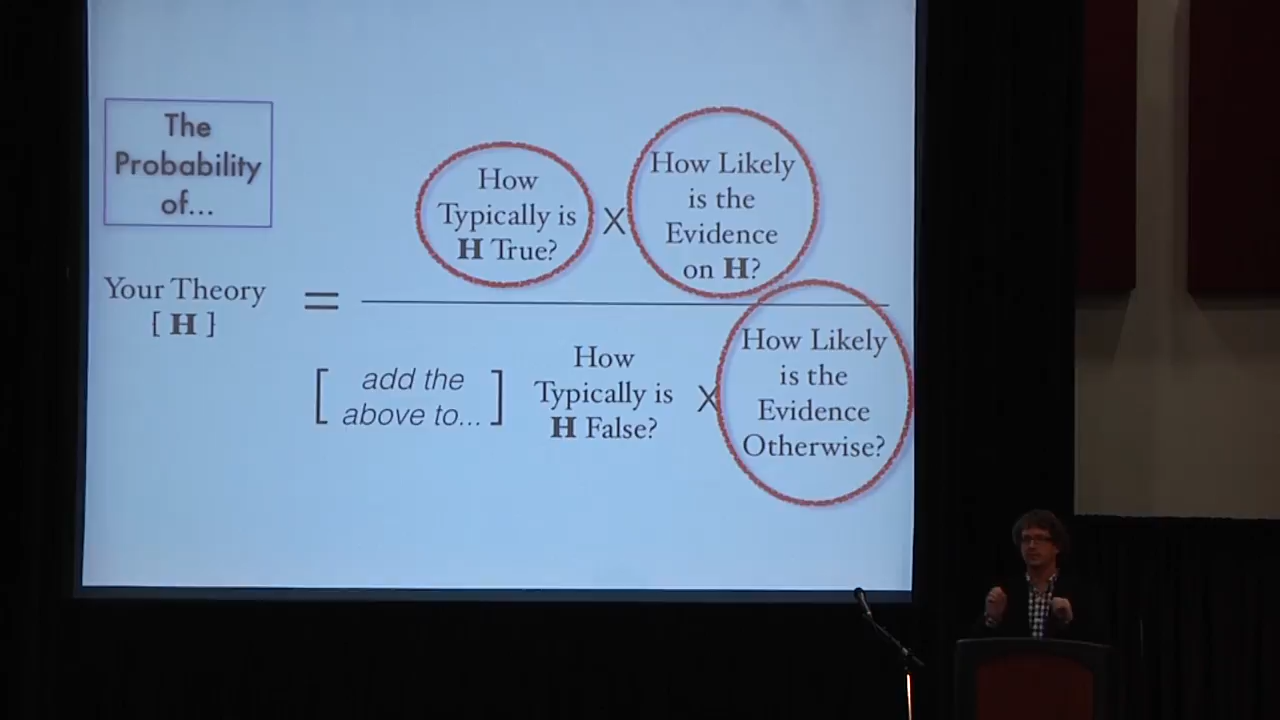 The
Probability
of...
Your Theory
[ H ]
=
How
Typically is
H True?
X
How Likely
is the
Evidence
on H?
[ add the
above to... ]
How
Typically is
H False?
X
How Likely
is the
Evidence
Otherwise?